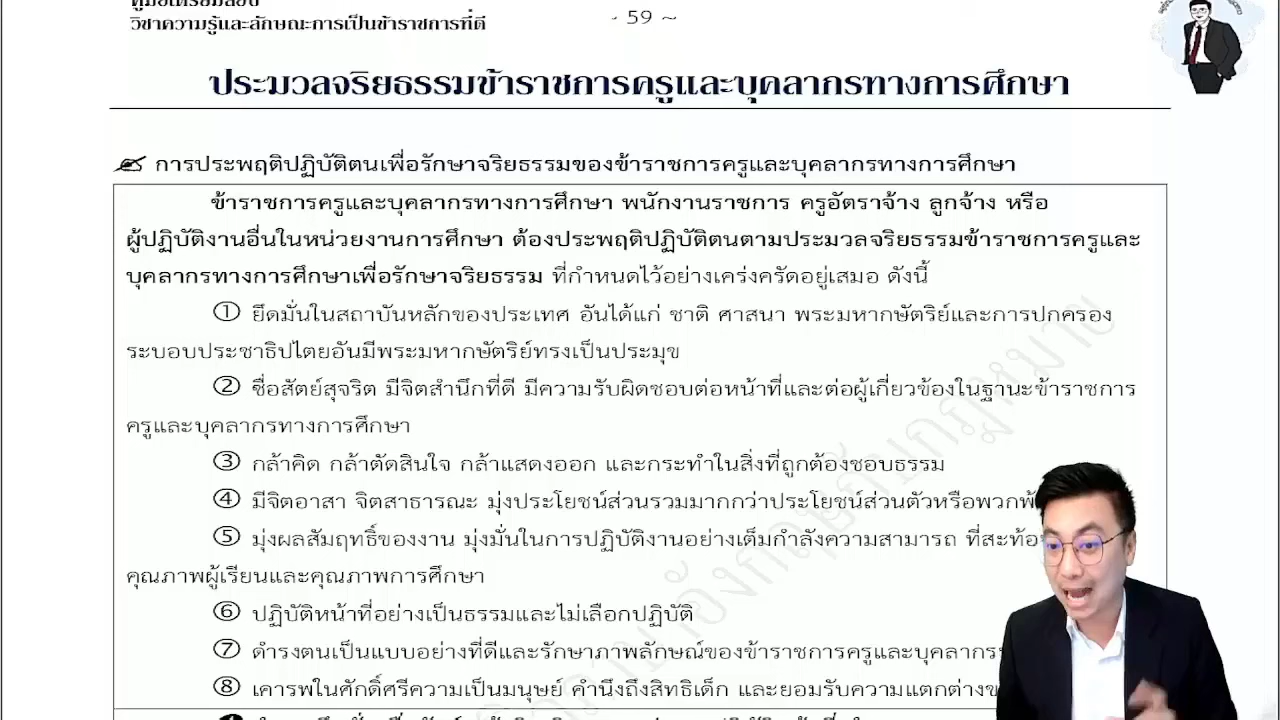 คู่มือเตรียมสอบ
วิชาความรู้และลักษณะการเป็นข้าราชการที่ดี
- 59 ~
ประมวลจริยธรรมข้าราชการครูและบุคลากรทางการศึกษา
การประพฤติปฏิบัติตนเพื่อรักษาจริยธรรมของข้าราชการครูและบุคลากรทางการศึกษา
ข้าราชการครูและบุคลากรทางการศึกษา พนักงานราชการ ครูอัตราจ้าง ลูกจ้าง หรือ
ผู้ปฏิบัติงานอื่นในหน่วยงานการศึกษา ต้องประพฤติปฏิบัติตนตามประมวลจริยธรรมข้าราชการครูและ
บุคลากรทางการศึกษาเพื่อรักษาจริยธรรม ที่กำหนดไว้อย่างเคร่งครัดอยู่เสมอ ดังนี้
① ยึดมั่นในสถาบันหลักของประเทศ อันได้แก่ ชาติ ศาสนา พระมหากษัตริย์และการปกครอง
ระบอบประชาธิปไตยอันมีพระมหากษัตริย์ทรงเป็นประมุข
② ซื่อสัตย์สุจริต มีจิตสำนึกที่ดี มีความรับผิดชอบต่อหน้าที่และต่อผู้เกี่ยวข้องในฐานะข้าราชการ
ครูและบุคลากรทางการศึกษา
③ กล้าคิด กล้าตัดสินใจ กล้าแสดงออก และกระทำในสิ่งที่ถูกต้องชอบธรรม
④ มีจิตอาสา จิตสาธารณะ มุ่งประโยชน์ส่วนรวมมากกว่าประโยชน์ส่วนตัวหรือพวกพ้
⑤ มุ่งผลสัมฤทธิ์ของงาน มุ่งมั่นในการปฏิบัติงานอย่างเต็มกำลังความสามารถ ที่สะท้อ
คุณภาพผู้เรียนและคุณภาพการศึกษา
⑥ ปฏิบัติหน้าที่อย่างเป็นธรรมและไม่เลือกปฏิบัติ
⑦ ดำรงตนเป็นแบบอย่างที่ดีและรักษาภาพลักษณ์ของข้าราชการครูและบุคลากร
⑧ เคารพในศักดิ์ศรีความเป็นมนุษย์ คำนึงถึงสิทธิเด็ก และยอมรับความแตกต่างข